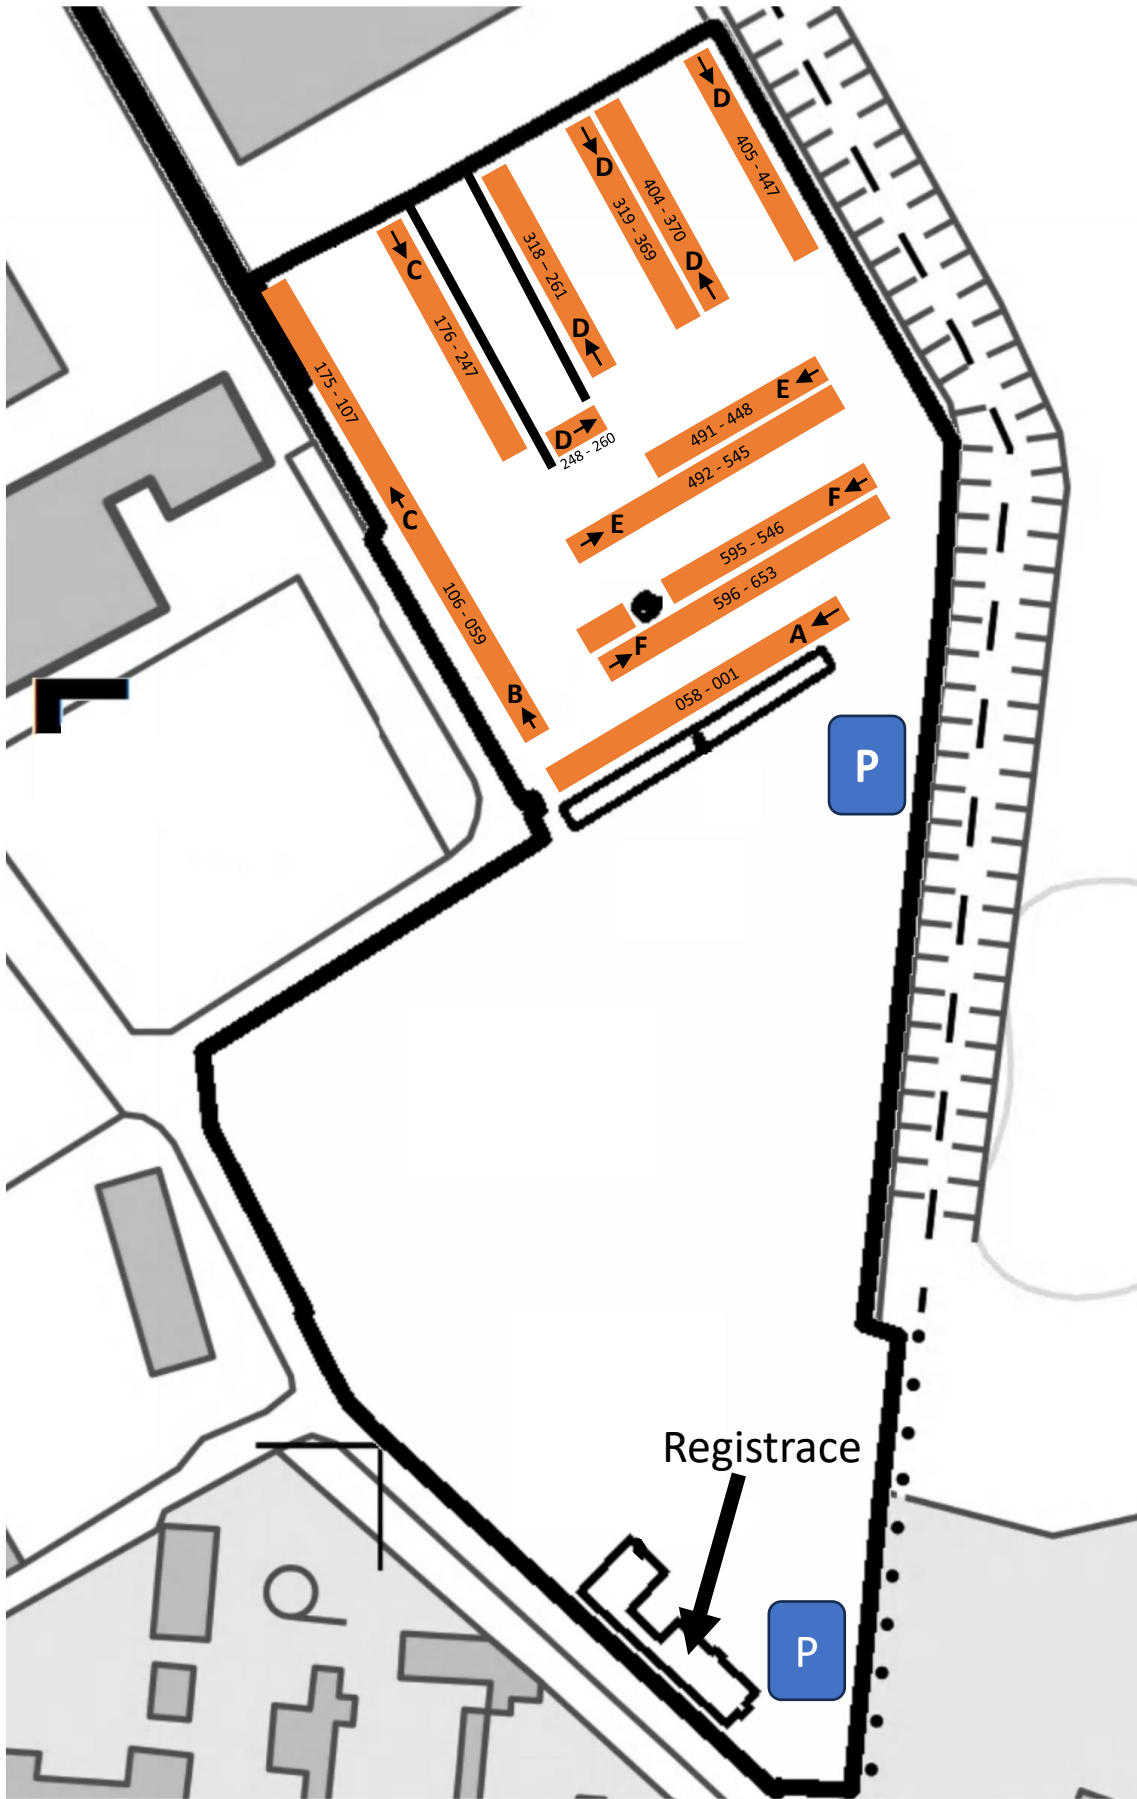 D
405 - 447
D
404 - 370
319 - 369
D
318 – 261
D
C
176 - 247
175 - 107
D
248 - 260
E
491 - 448
492 - 545
E
F
595 - 546
596 - 653
F
C
106 - 059
B
A
058 - 001
P
Registrace
P